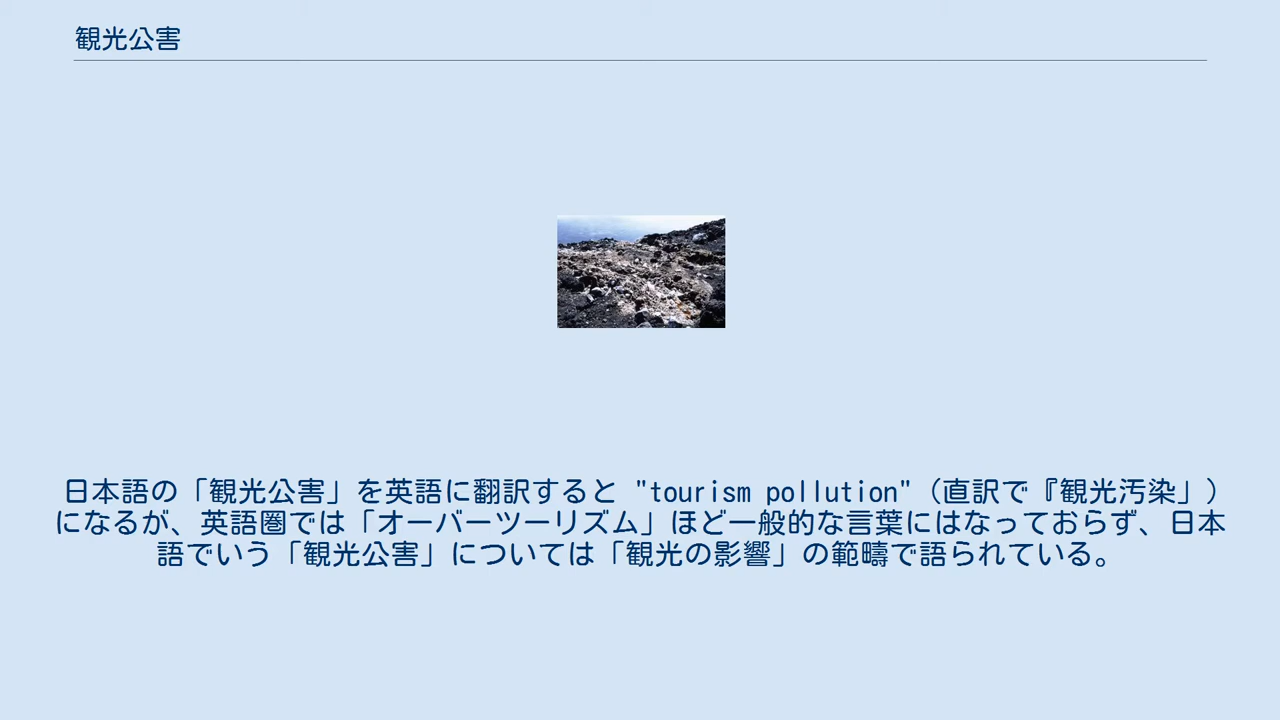 観光公害
日本語の「観光公害」を英語に翻訳すると "tourism pollution"（直訳で『観光汚染」）
になるが、英語圏では「オーバーツーリズム」ほど一般的な言葉にはなっておらず、日本
語でいう「観光公害」については「観光の影響」の範疇で語られている。